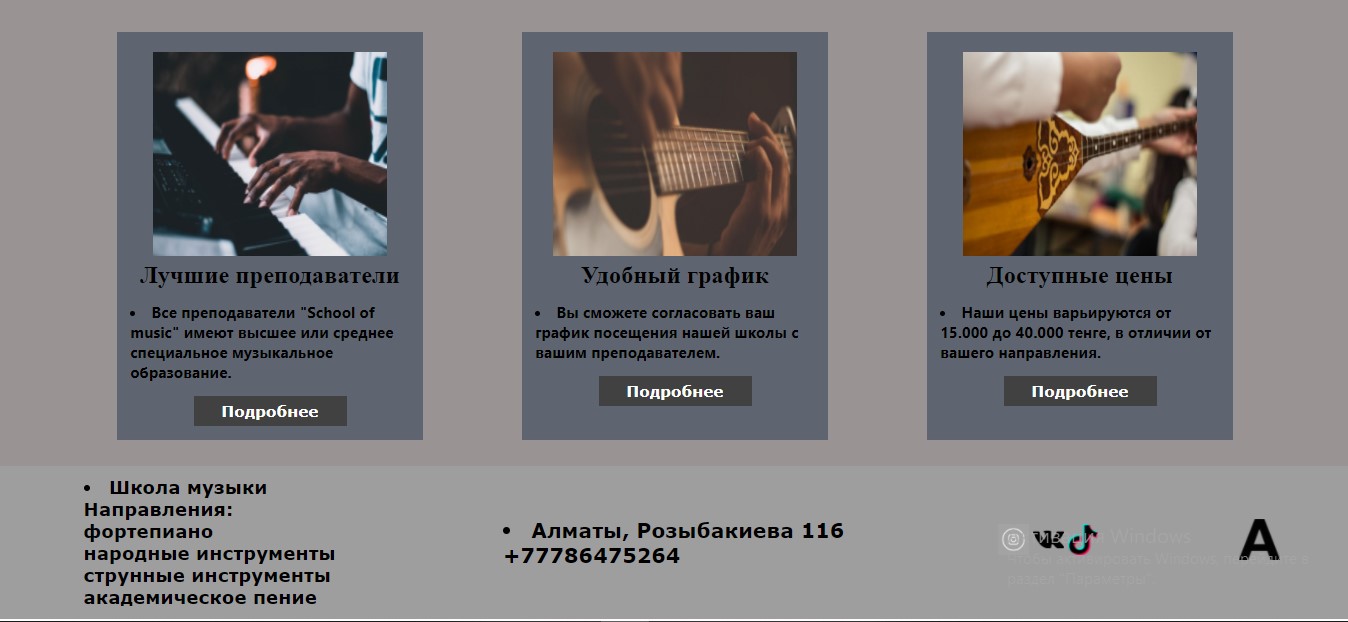 Лучшие преподаватели
Все преподаватели "School of
music" имеют высшее или среднее
специальное музыкальное
образование.
Подробнее
Удобный график
Вы сможете согласовать ваш
график посещения нашей школы с
вашим преподавателем.
Подробнее
Доступные цены
Наши цены варьируются от
15.000 до 40.000 тенге, в отличии от
вашего направления.
Подробнее
Школа музыки
Направления:
фортепиано
народные инструменты
струнные инструменты
академическое пение
Алматы, Розыбакиева 116
+77786475264
Windows
Чтобы активировать Windows, перейдите в
раздел "Параметры".
A